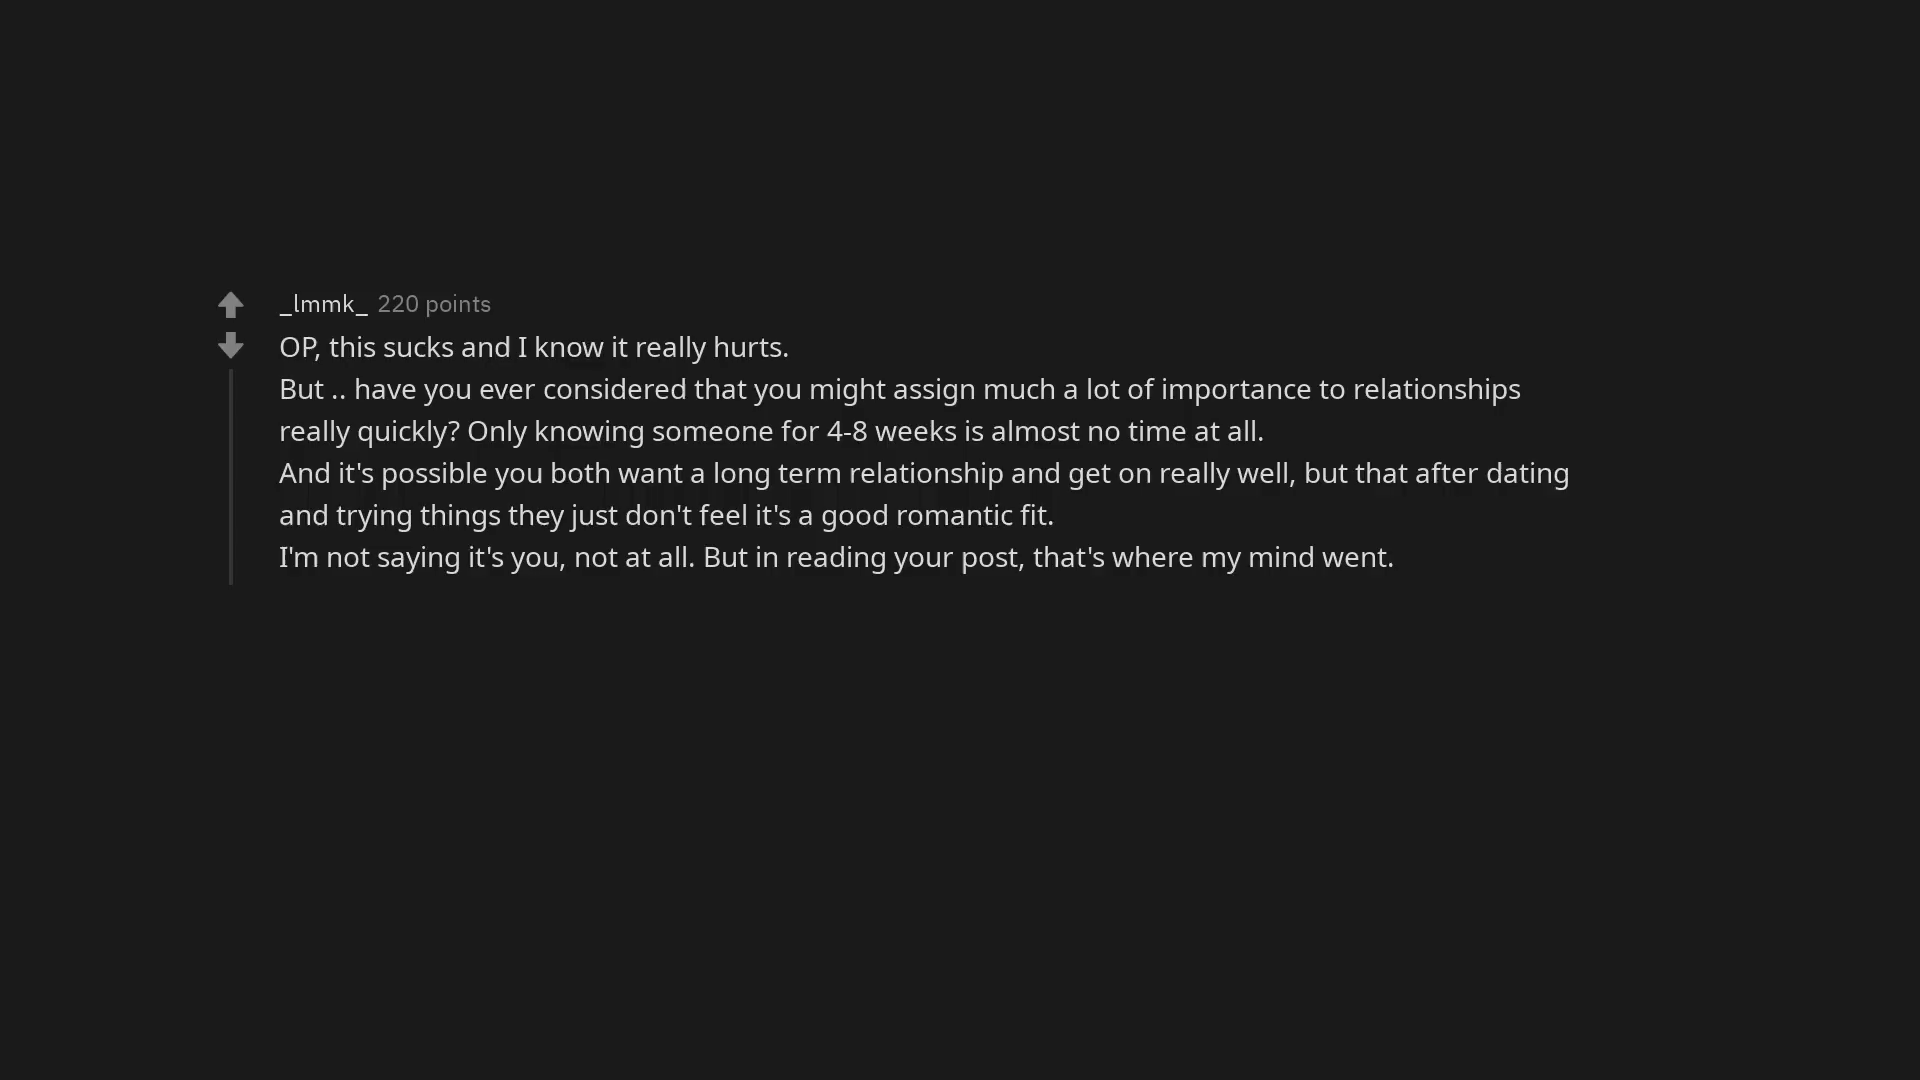 _lmmk_ 220 points
OP, this sucks and I know it really hurts.
But .. have you ever considered that you might assign much a lot of importance to relationships
really quickly? Only knowing someone for 4-8 weeks is almost no time at all.
And it's possible you both want a long term relationship and get on really well, but that after dating
and trying things they just don't feel it's a good romantic fit.
I'm not saying it's you, not at all. But in reading your post, that's where my mind went.